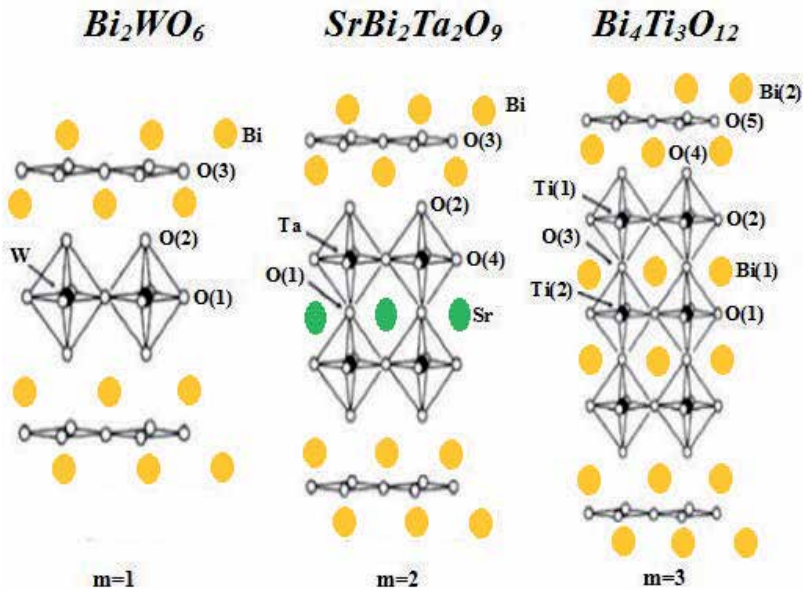 Bi₂WO₆
SrBi₂Ta₂O₉
Bi₄Ti₃O₁₂
Bi
O(3)
W
O(2)
O(1)
m=1
Bi
O(3)
O(2)
Ta
O(4)
O(1)
Sr
m=2
Bi(2)
O(5)
O(4)
Ti(1)
O(2)
O(3)
Bi(1)
Ti(2)
O(1)
m=3